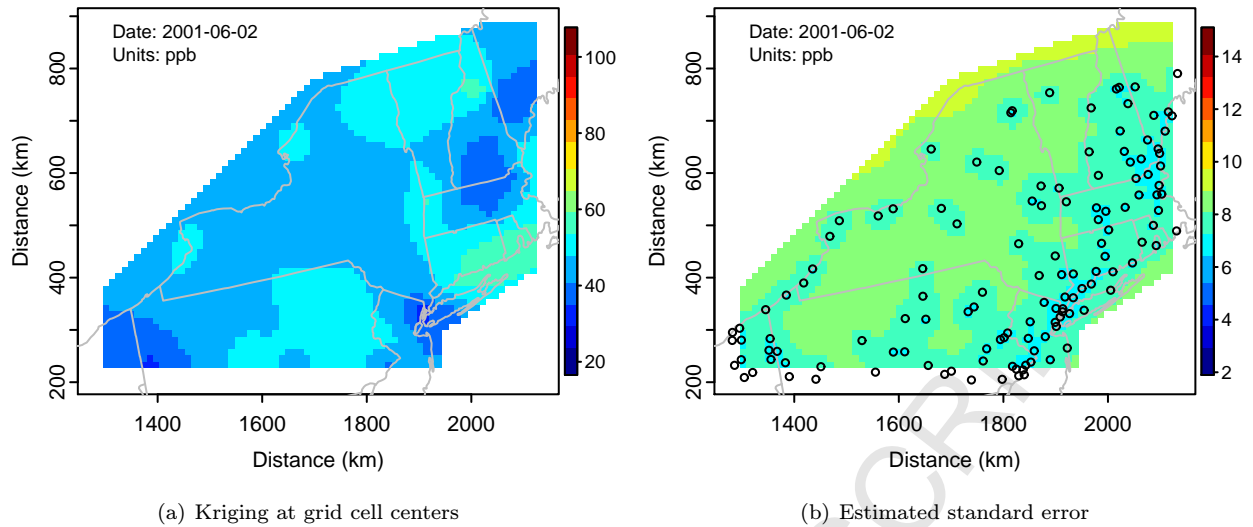 Date: 2001-06-02
Units: ppb
Distance (km)
200
400
600
800
1400
1600
1800
2000
Distance (km)
20
40
60
80
100
(a) Kriging at grid cell centers
Date: 2001-06-02
Units: ppb
Distance (km)
200
400
600
800
1400
1600
1800
2000
Distance (km)
2
4
6
8
10
12
14
(b) Estimated standard error